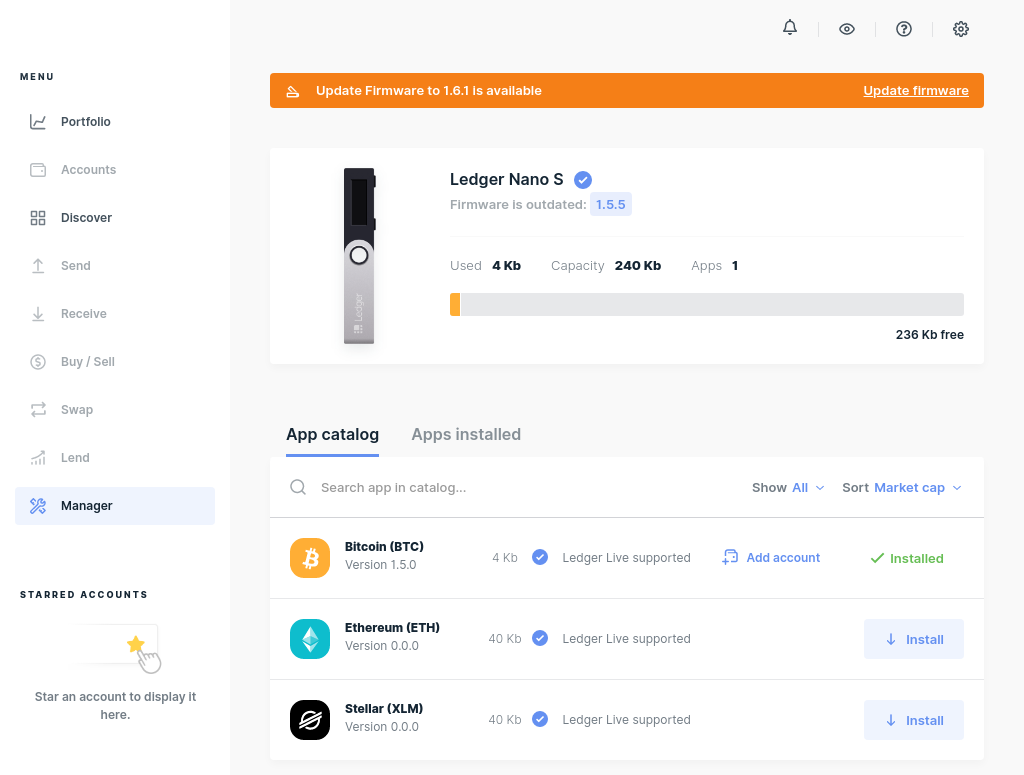 MENU
Portfolio
Accounts
Discover
Send
Receive
Buy / Sell
Swap
Lend
Manager
STARRED ACCOUNTS
Star an account to display it
here.
Update Firmware to 1.6.1 is available
Update firmware
Ledger
Ledger Nano S
Firmware is outdated: 1.5.5
Used 4 Kb Capacity 240 Kb Apps 1
236 Kb free
App catalog Apps installed
Search app in catalog... Show All Sort Market cap
Bitcoin (BTC)
Version 1.5.0
4 Kb Ledger Live supported Add account Installed
Ethereum (ETH)
Version 0.0.0
40 Kb Ledger Live supported Install
Stellar (XLM)
Version 0.0.0
40 Kb Ledger Live supported Install